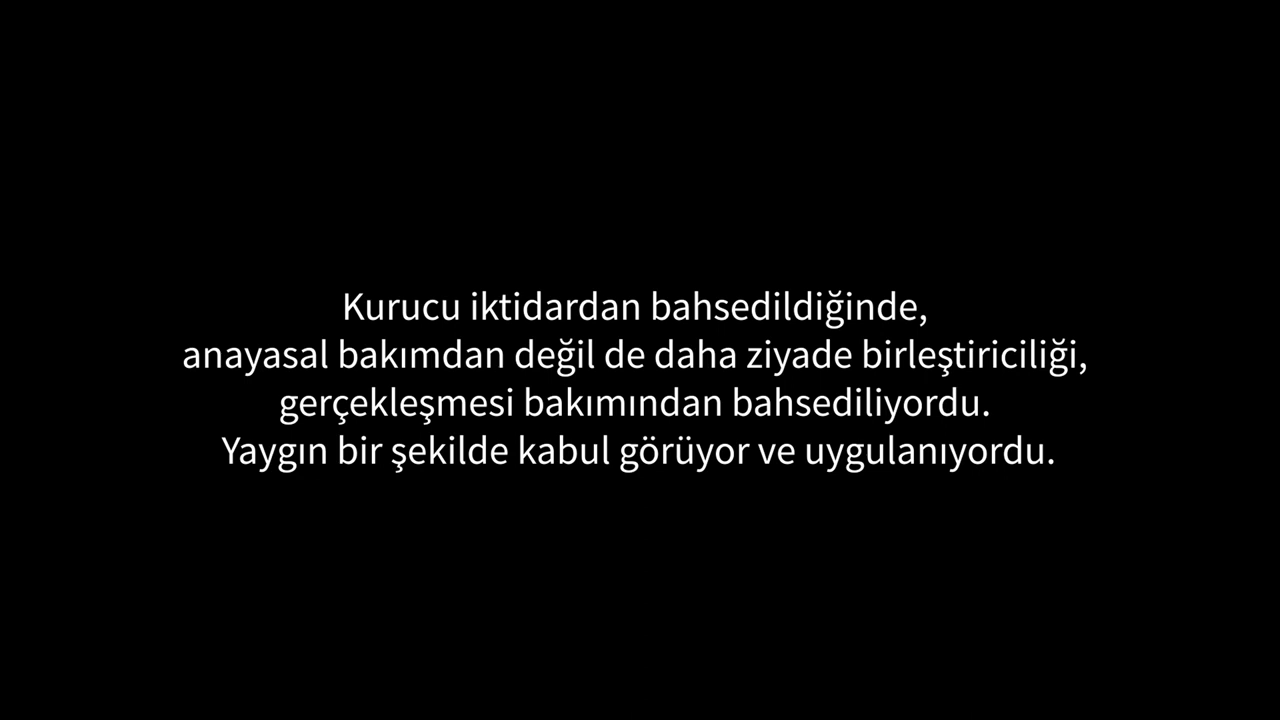 Kurucu iktidardan bahsedildiğinde,
anayasal bakımdan değil de daha ziyade birleştiriciliği,
gerçekleşmesi bakımından bahsediliyordu.
Yaygın bir şekilde kabul görüyor ve uygulanıyordu.